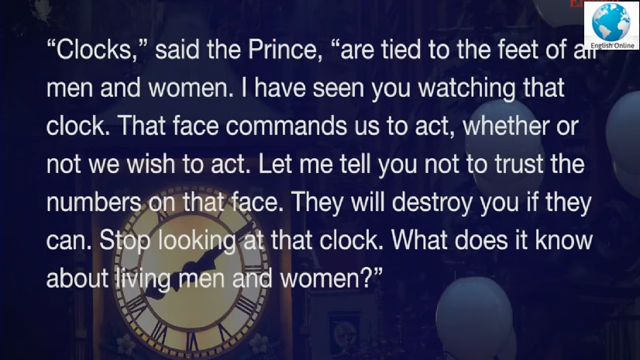 English Online
“Clocks,” said the Prince, “are tied to the feet of all
men and women. I have seen you watching that
clock. That face commands us to act, whether or
not we wish to act. Let me tell you not to trust the
numbers on that face. They will destroy you if they
can. Stop looking at that clock. What does it know
about living men and women?”